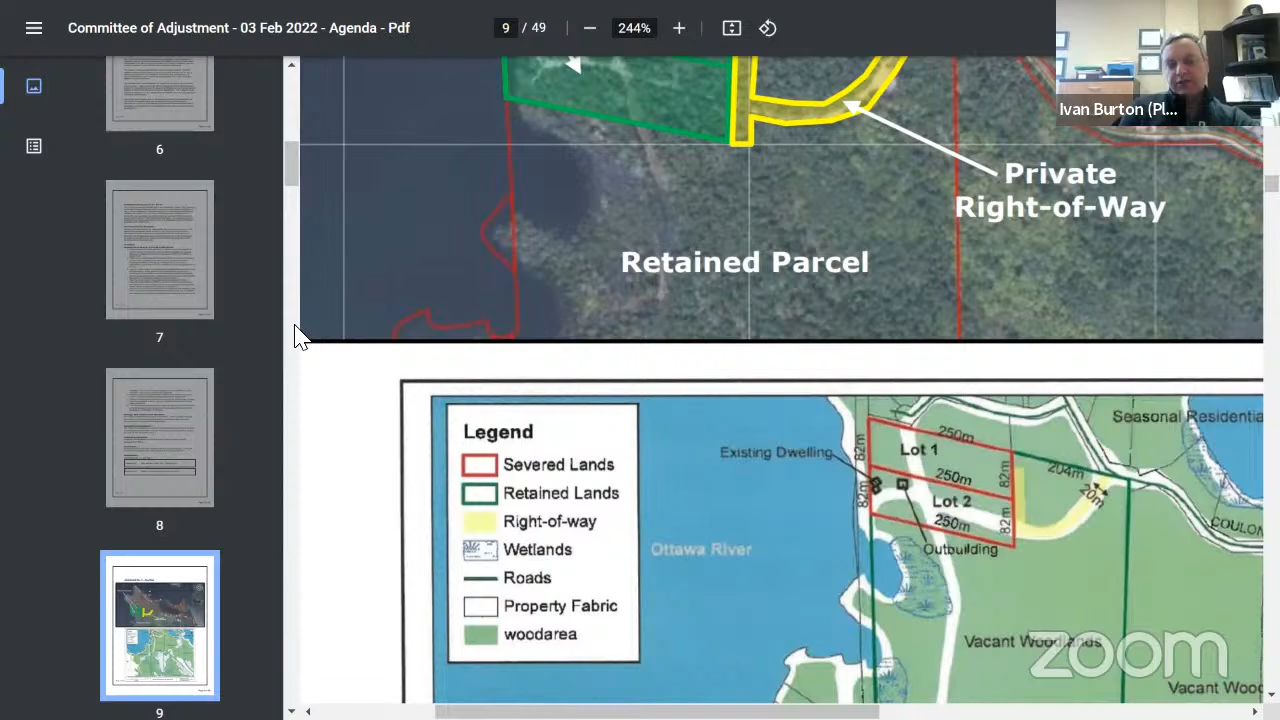 Committee of Adjustment - 03 Feb 2022 - Agenda - Pdf
9 / 49
244%
Ivan Burton (Pl...
6
7
8
9
Private
Right-of-Way
Retained Parcel
Legend
Severed Lands
Retained Lands
Right-of-way
Wetlands
Roads
Property Fabric
woodarea
Seasonal Residentia
250m
Existing Dwelling
82m
Lot 1
250m
82m
204m
20m
82m
Lot 2
250m
82m
COULON
Outbuilding
Ottawa River
Vacant Woodlands
Vacant Wood
zoom